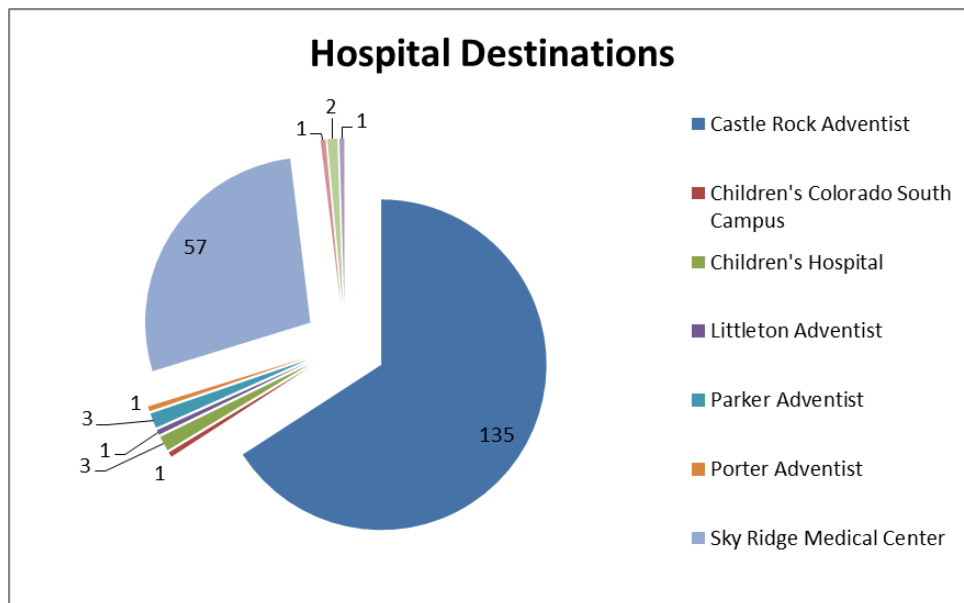 Hospital Destinations
1
2
1
57
135
1
3
1
3
1
Castle Rock Adventist
Children's Colorado South
Campus
Children's Hospital
Littleton Adventist
Parker Adventist
Porter Adventist
Sky Ridge Medical Center